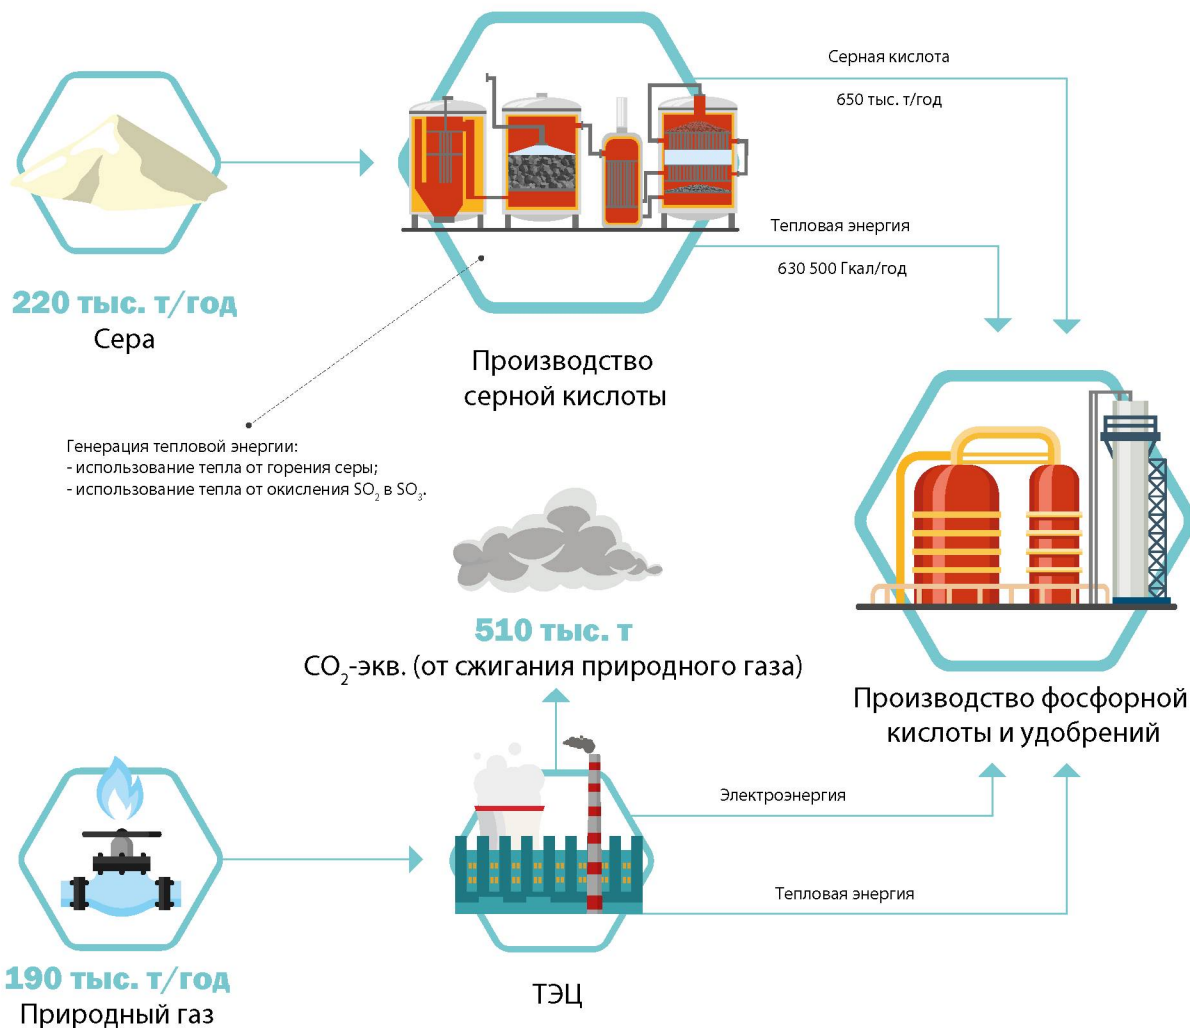 Серная кислота
650 тыс. т/год
Тепловая энергия
630 500 Гкал/год
220 тыс. т/год
Сера
Производство
серной кислоты
Генерация тепловой энергии:
- использование тепла от горения серы;
- использование тепла от окисления SO₂ в SO₃.
510 тыс. т
CO₂-экв. (от сжигания природного газа)
Производство фосфорной
кислоты и удобрений
Электроэнергия
Тепловая энергия
190 тыс. т/год
Природный газ
ТЭЦ